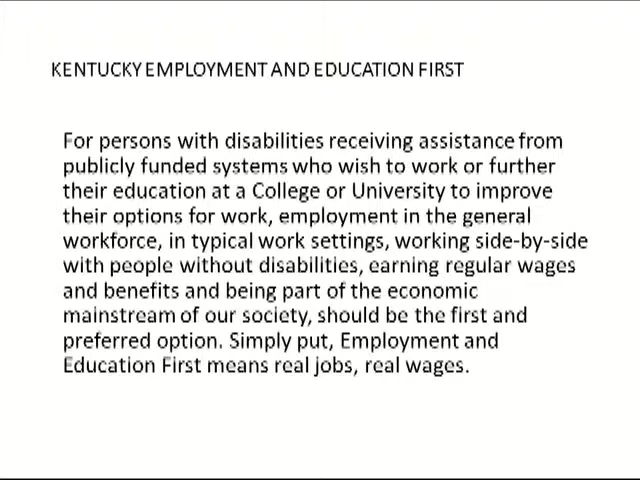 KENTUCKY EMPLOYMENT AND EDUCATION FIRST
For persons with disabilities receiving assistance from
publicly funded systems who wish to work or further
their education at a College or University to improve
their options for work, employment in the general
workforce, in typical work settings, working side-by-side
with people without disabilities, earning regular wages
and benefits and being part of the economic
mainstream of our society, should be the first and
preferred option. Simply put, Employment and
Education First means real jobs, real wages.